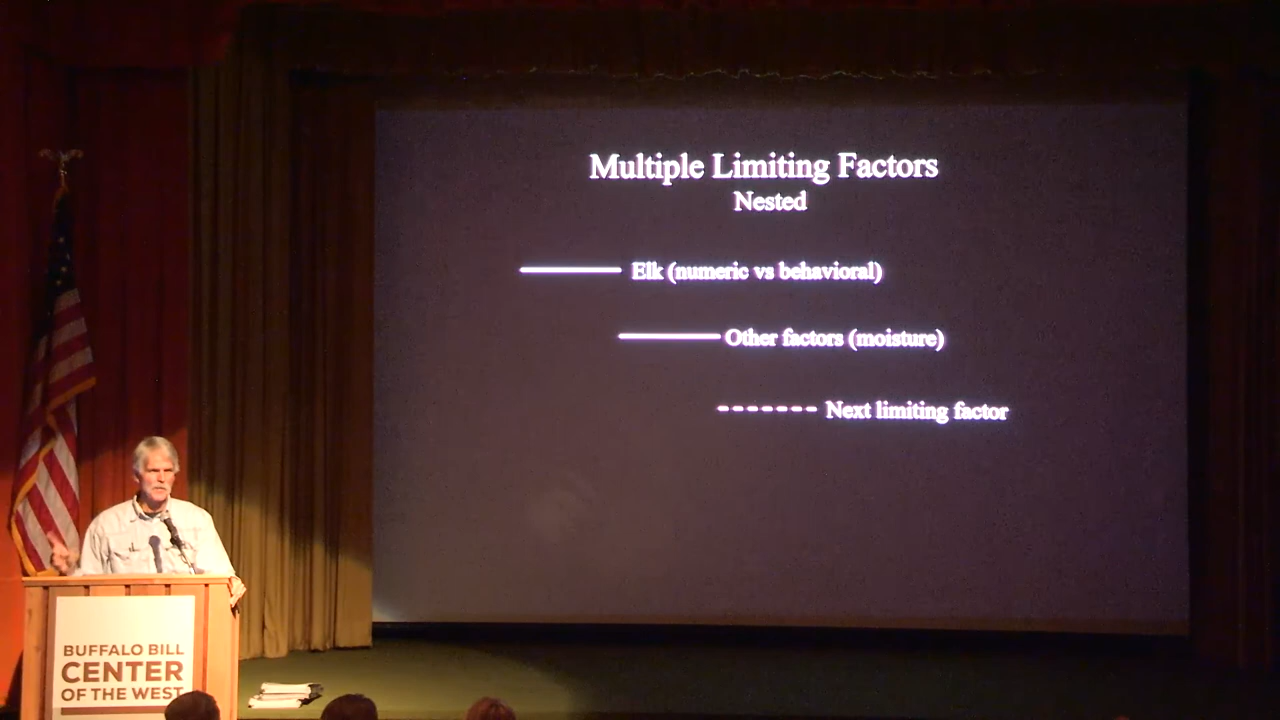 Multiple Limiting Factors
Nested
Elk (numeric vs behavioral)
Other factors (moisture)
Next limiting factor
BUFFALO BILL
CENTER
OF THE WEST